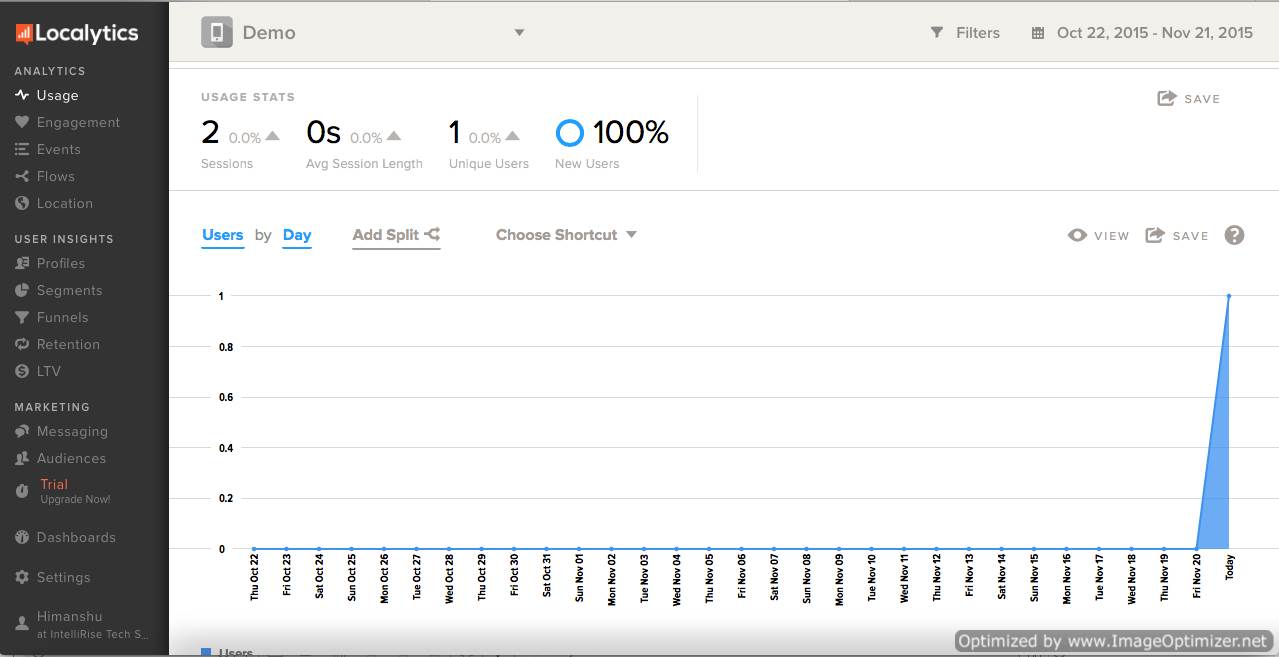 Localytics
ANALYTICS
Usage
Engagement
Events
Flows
Location
USER INSIGHTS
Profiles
Segments
Funnels
Retention
LTV
MARKETING
Messaging
Audiences
Trial
Upgrade Now!
Dashboards
Settings
Himanshu
at IntelliRise Tech S...
Demo
Filters
Oct 22, 2015 - Nov 21, 2015
USAGE STATS
SAVE
2 0.0% 0s 0.0% 1 0.0% 100%
Sessions Avg Session Length Unique Users New Users
Users by Day Add Split Choose Shortcut VIEW SAVE ?
1
0.8
0.6
0.4
0.2
0
Thu Oct 22
Fri Oct 23
Sat Oct 24
Sun Oct 25
Mon Oct 26
Tue Oct 27
Wed Oct 28
Thu Oct 29
Fri Oct 30
Sat Oct 31
Sun Nov 01
Mon Nov 02
Tue Nov 03
Wed Nov 04
Thu Nov 05
Fri Nov 06
Sat Nov 07
Sun Nov 08
Mon Nov 09
Tue Nov 10
Wed Nov 11
Thu Nov 12
Fri Nov 13
Sat Nov 14
Sun Nov 15
Mon Nov 16
Tue Nov 17
Wed Nov 18
Thu Nov 19
Fri Nov 20
Today
Users
Optimized by www.ImageOptimizer.net